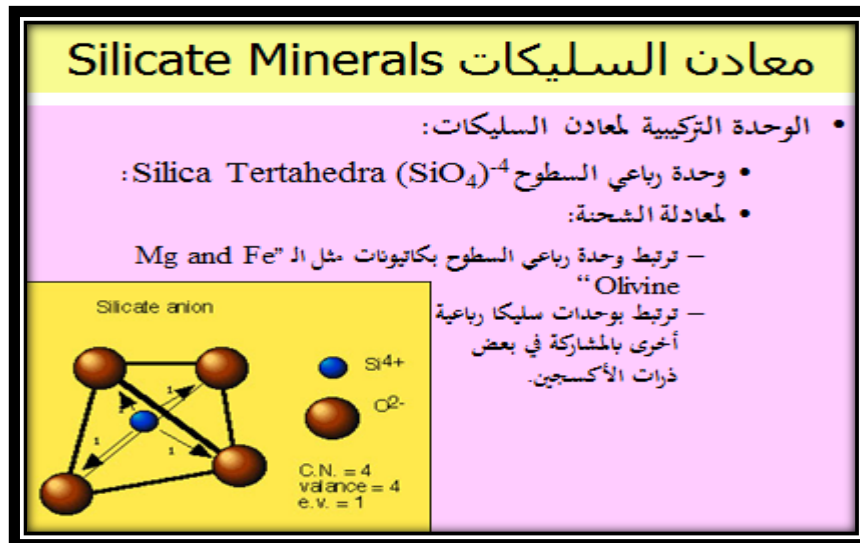 معادن السليكات Silicate Minerals
• الوحدة التركيبية لمعادن السليكات:
• وحدة رباعي السطوح Silica Tertahedra (SiO₄)⁻⁴:
• لمعادلة الشحنة:
– ترتبط وحدة رباعي السطوح بكاتيونات مثل الـ "Mg and Fe
Olivine"
– ترتبط بوحدات سليكا رباعية
أخرى بالمشاركة في بعض
ذرات الأكسجين.
Silicate anion
Si4+
O2-
C.N. = 4
valance = 4
e.v. = 1
1
1
1
1